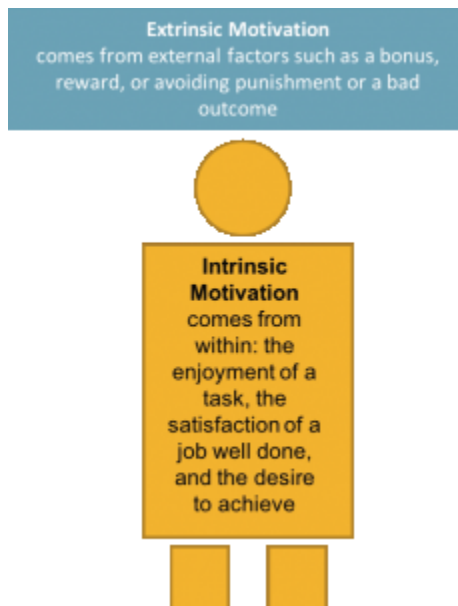 Extrinsic Motivation
comes from external factors such as a bonus,
reward, or avoiding punishment or a bad
outcome
Intrinsic
Motivation
comes from
within: the
enjoyment of a
task, the
satisfaction of a
job well done,
and the desire
to achieve